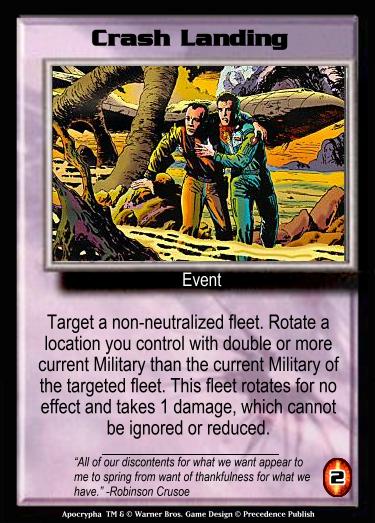 Crash Landing
Event
Target a non-neutralized fleet. Rotate a
location you control with double or more
current Military than the current Military of
the targeted fleet. This fleet rotates for no
effect and takes 1 damage, which cannot
be ignored or reduced.
“All of our discontents for what we want appear to
me to spring from want of thankfulness for what we
have.” -Robinson Crusoe
2
Apocrypha TM & © Warner Bros. Game Design © Precedence Publish